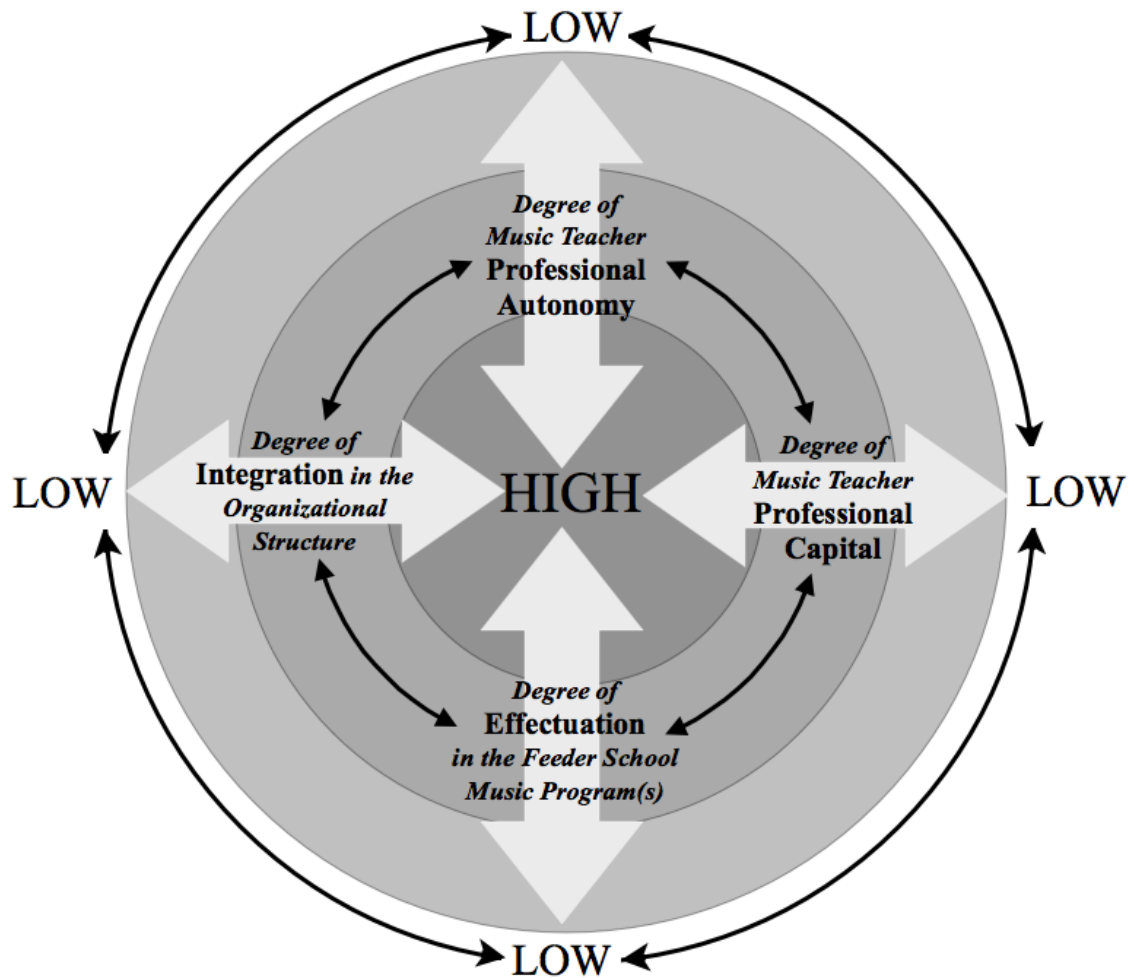 LOW
Degree of
Music Teacher
Professional
Autonomy
Degree of
Integration in the
Organizational
Structure
LOW
HIGH
Degree of
Music Teacher
Professional
Capital
LOW
Degree of
Effectuation
in the Feeder School
Music Program(s)
LOW